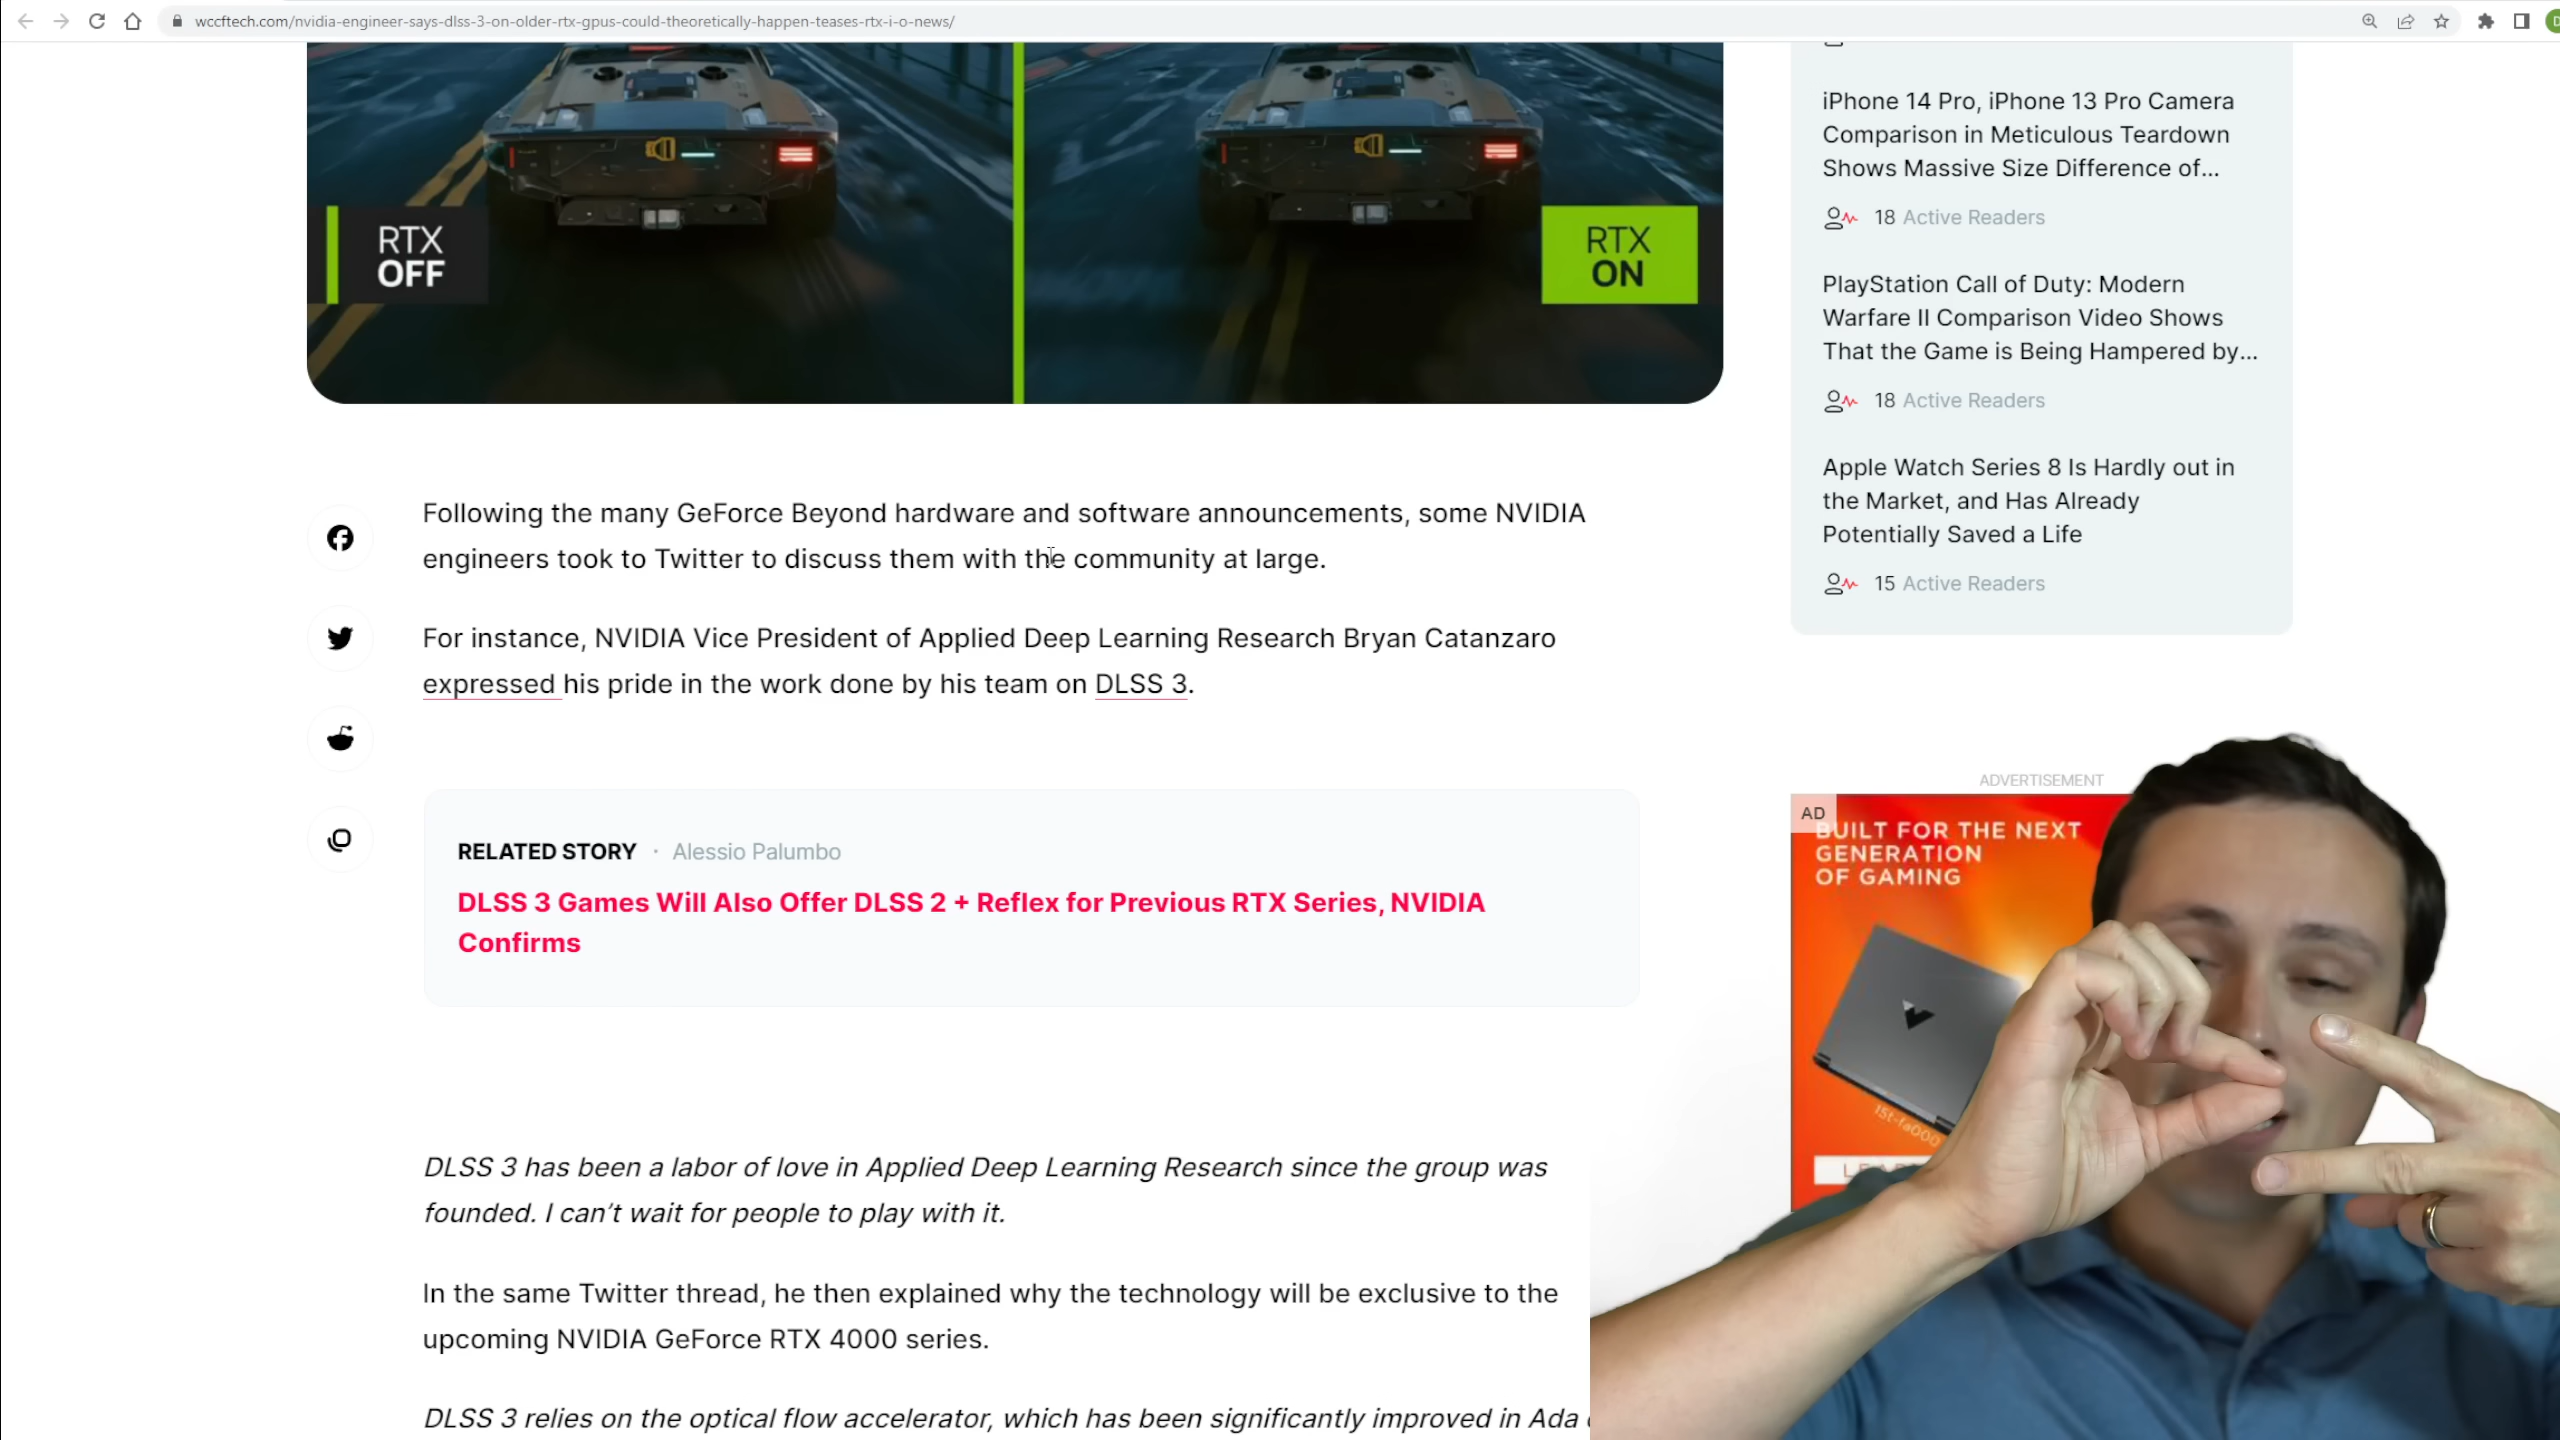 wccftech.com/nvidia-engineer-says-dlss-3-on-older-rtx-gpus-could-theoretically-happen-teases-rtx-i-o-news/
RTX
OFF
RTX
ON
Following the many GeForce Beyond hardware and software announcements, some NVIDIA
engineers took to Twitter to discuss them with the community at large.
For instance, NVIDIA Vice President of Applied Deep Learning Research Bryan Catanzaro
expressed his pride in the work done by his team on DLSS 3.
RELATED STORY · Alessio Palumbo
DLSS 3 Games Will Also Offer DLSS 2 + Reflex for Previous RTX Series, NVIDIA
Confirms
DLSS 3 has been a labor of love in Applied Deep Learning Research since the group was
founded. I can't wait for people to play with it.
In the same Twitter thread, he then explained why the technology will be exclusive to the
upcoming NVIDIA GeForce RTX 4000 series.
DLSS 3 relies on the optical flow accelerator, which has been significantly improved in Ada
iPhone 14 Pro, iPhone 13 Pro Camera
Comparison in Meticulous Teardown
Shows Massive Size Difference of...
18 Active Readers
PlayStation Call of Duty: Modern
Warfare II Comparison Video Shows
That the Game is Being Hampered by...
18 Active Readers
Apple Watch Series 8 Is Hardly out in
the Market, and Has Already
Potentially Saved a Life
15 Active Readers
ADVERTISEMENT
AD
BUILT FOR THE NEXT
GENERATION
OF GAMING
15t-fa000